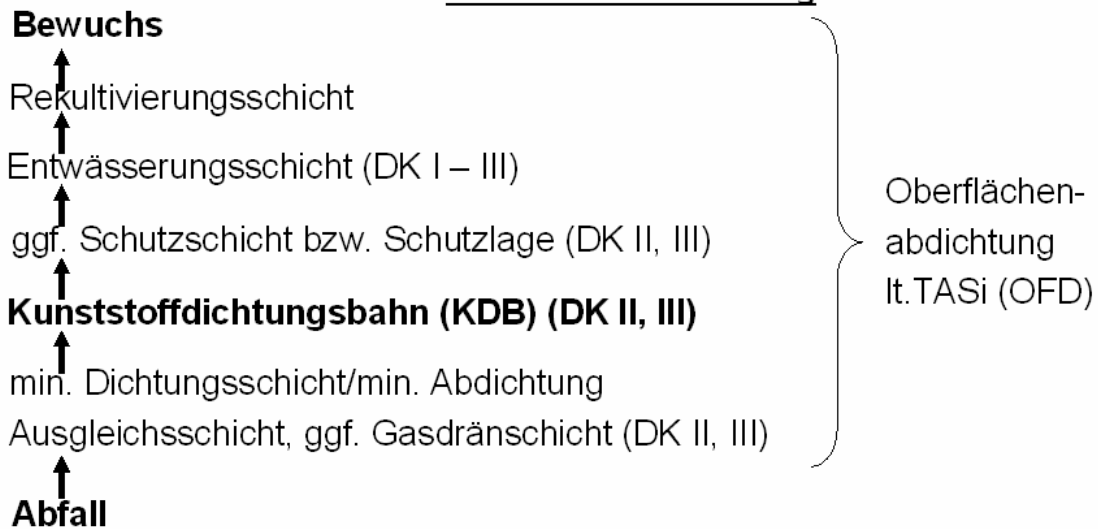 Bewuchs
Rekultivierungsschicht
Entwässerungsschicht (DK I – III)
ggf. Schutzschicht bzw. Schutzlage (DK II, III)
Kunststoffdichtungsbahn (KDB) (DK II, III)
min. Dichtungsschicht/min. Abdichtung
Ausgleichsschicht, ggf. Gasdränschicht (DK II, III)
Abfall
Oberflächen-
abdichtung
lt.TASi (OFD)